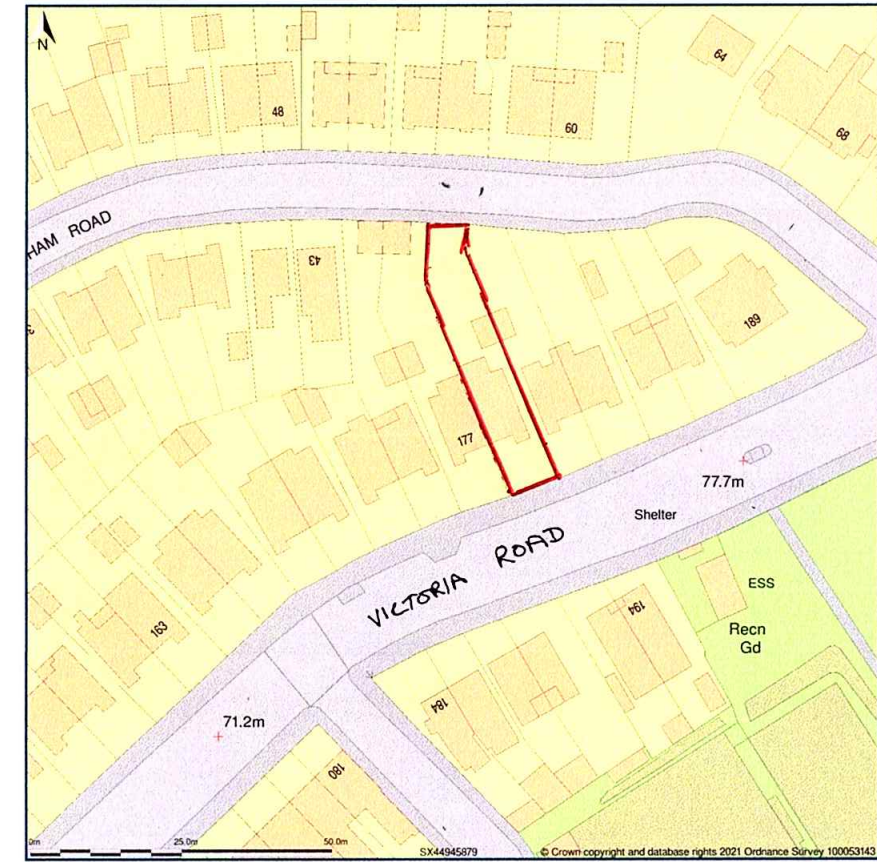 N
64
48
60
68
HAM ROAD
43
189
177
77.7m
Shelter
VICTORIA ROAD
ESS
194
Recn
Gd
163
184
71.2m
180
0m 25.0m 50.0m
SX44945879
© Crown copyright and database rights 2021 Ordnance Survey 100053143